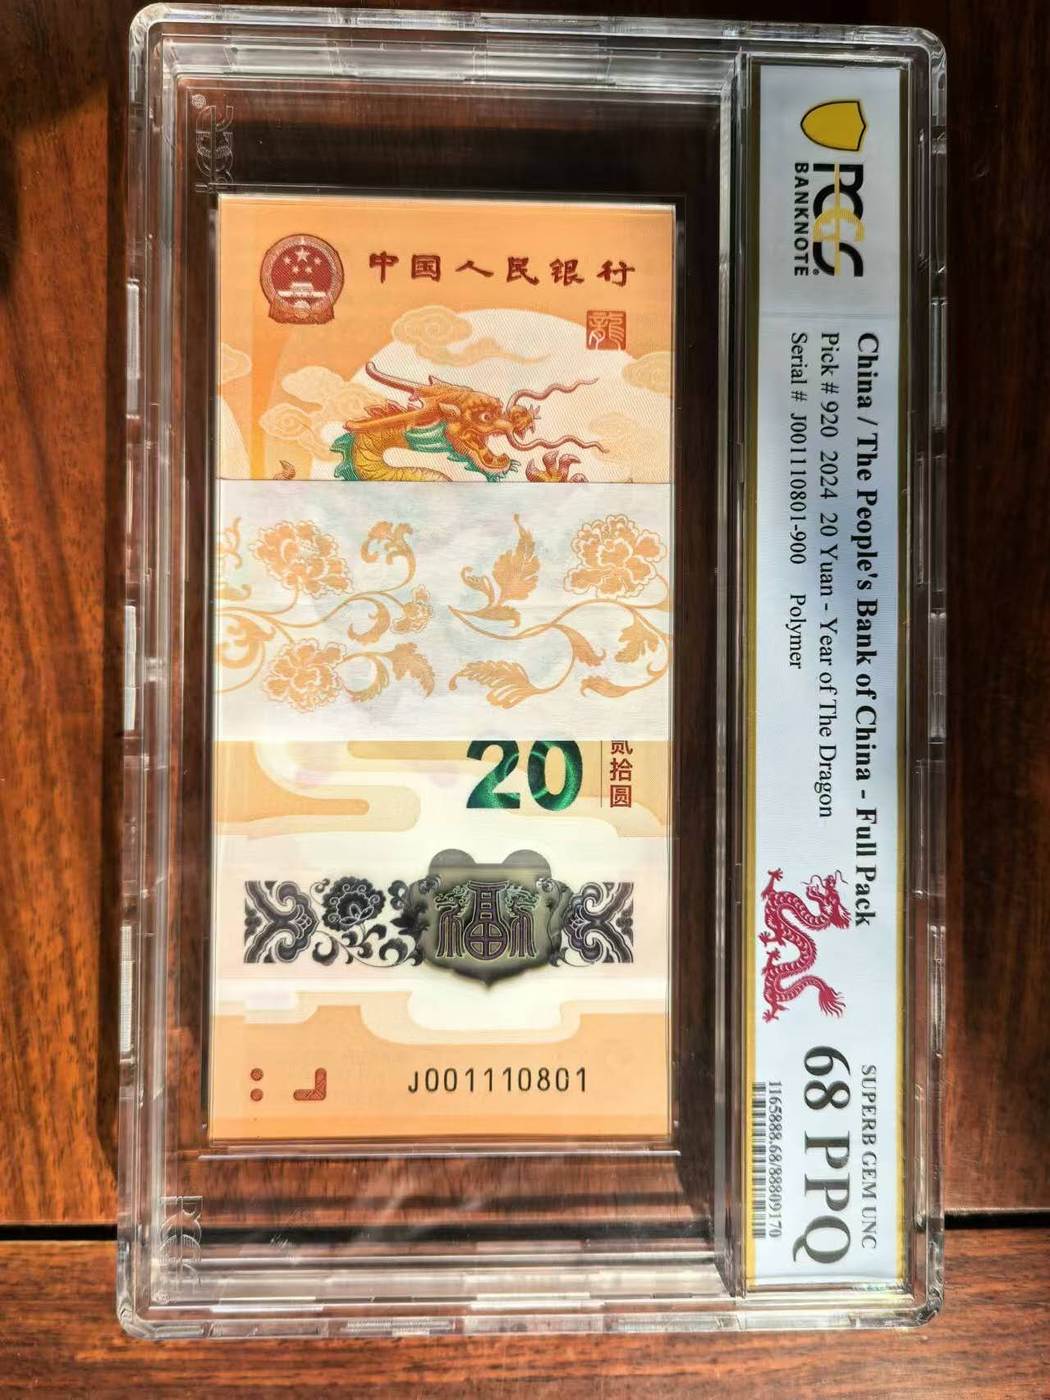 中国人民银行
龍
贰拾圆
20
福
J001110801
PCGS
BANKNOTE
China / The People's Bank of China - Full Pack
Pick # 920 2024 20 Yuan - Year of The Dragon
Serial # J001110801-900 Polymer
SUPERB GEM UNC
68 PPQ
1165888.68/88809170